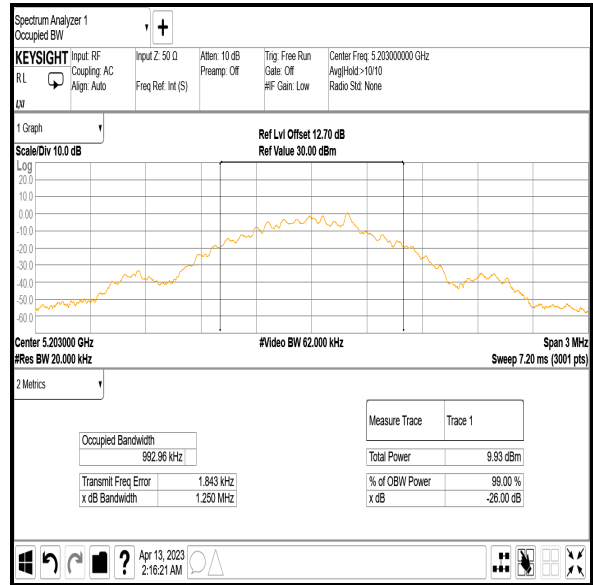 Spectrum Analyzer 1
Occupied BW
+
KEYSIGHT Input: RF Input Z: 50 Ω Atten: 10 dB Trig: Free Run Center Freq: 5.203000000 GHz
RL Coupling: AC Preamp: Off Gate: Off Avg|Hold:>10/10
Align: Auto Freq Ref: Int (S) #IF Gain: Low Radio Std: None
LXI
1 Graph
Ref Lvl Offset 12.70 dB
Scale/Div 10.0 dB Ref Value 30.00 dBm
Log
20.0
10.0
0.00
-10.0
-20.0
-30.0
-40.0
-50.0
-60.0
Center 5.203000 GHz #Video BW 62.000 kHz Span 3 MHz
#Res BW 20.000 kHz Sweep 7.20 ms (3001 pts)
2 Metrics
Measure Trace Trace 1
Occupied Bandwidth
992.96 kHz
Total Power 9.93 dBm
Transmit Freq Error 1.843 kHz
% of OBW Power 99.00 %
x dB Bandwidth 1.250 MHz
x dB -26.00 dB
? Apr 13, 2023
2:16:21 AM